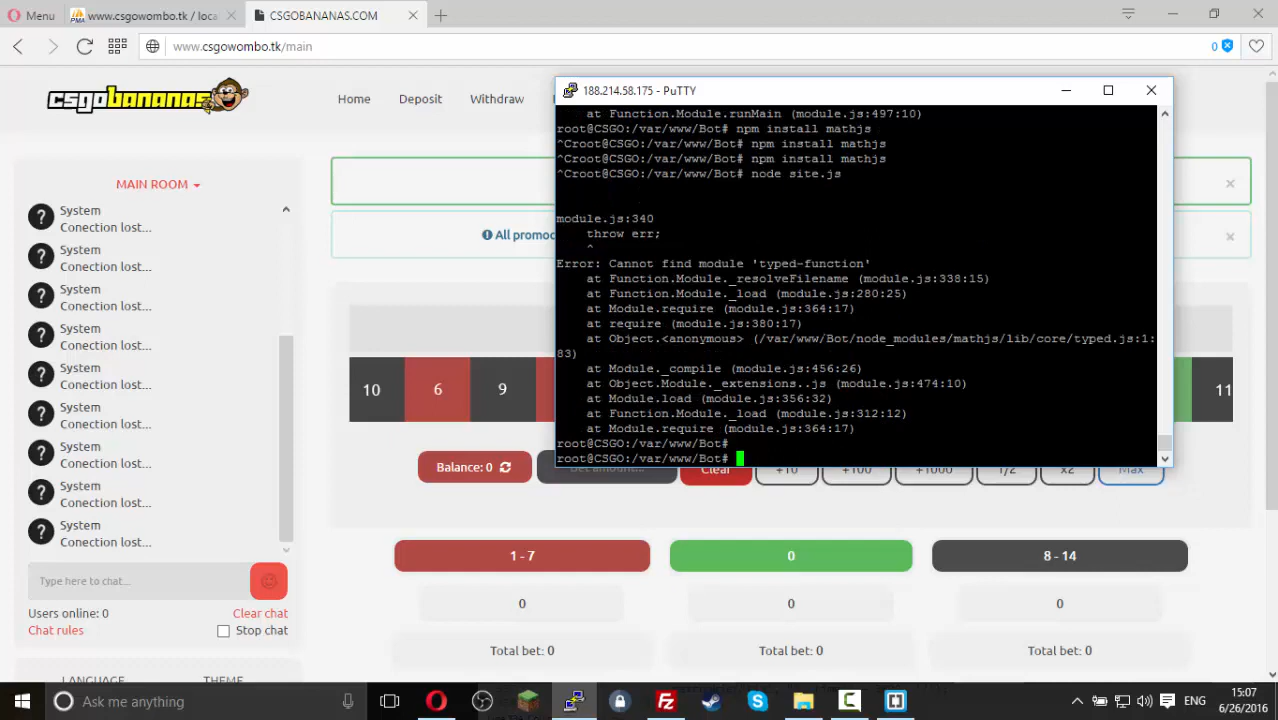 Menu
www.csgowombo.tk / local
CSGOBANANAS.COM
www.csgowombo.tk/main
0
csgobananas
Home
Deposit
Withdraw
MAIN ROOM
System
Conection lost...
System
Conection lost...
System
Conection lost...
System
Conection lost...
System
Conection lost...
System
Conection lost...
System
Conection lost...
System
Conection lost...
System
Conection lost...
Type here to chat...
Users online: 0
Clear chat
Chat rules
Stop chat
LANGUAGE
THEME
All promoc
10
6
9
11
188.214.58.175 - PuTTY
at Function.Module.runMain (module.js:497:10)
root@CSGO:/var/www/Bot# npm install mathjs
^Croot@CSGO:/var/www/Bot# npm install mathjs
^Croot@CSGO:/var/www/Bot# npm install mathjs
^Croot@CSGO:/var/www/Bot# node site.js
module.js:340
throw err;
^
Error: Cannot find module 'typed-function'
at Function.Module._resolveFilename (module.js:338:15)
at Function.Module._load (module.js:280:25)
at Module.require (module.js:364:17)
at require (module.js:380:17)
at Object.<anonymous> (/var/www/Bot/node_modules/mathjs/lib/core/typed.js:1:
83)
at Module._compile (module.js:456:26)
at Object.Module._extensions..js (module.js:474:10)
at Module.load (module.js:356:32)
at Function.Module._load (module.js:312:12)
at Module.require (module.js:364:17)
root@CSGO:/var/www/Bot#
root@CSGO:/var/www/Bot#
Balance: 0
Bet amount...
Clear
+10
+100
+1000
1/2
x2
Max
1 - 7
0
8 - 14
0
0
0
Total bet: 0
Total bet: 0
Total bet: 0
Ask me anything
ENG
15:07
6/26/2016